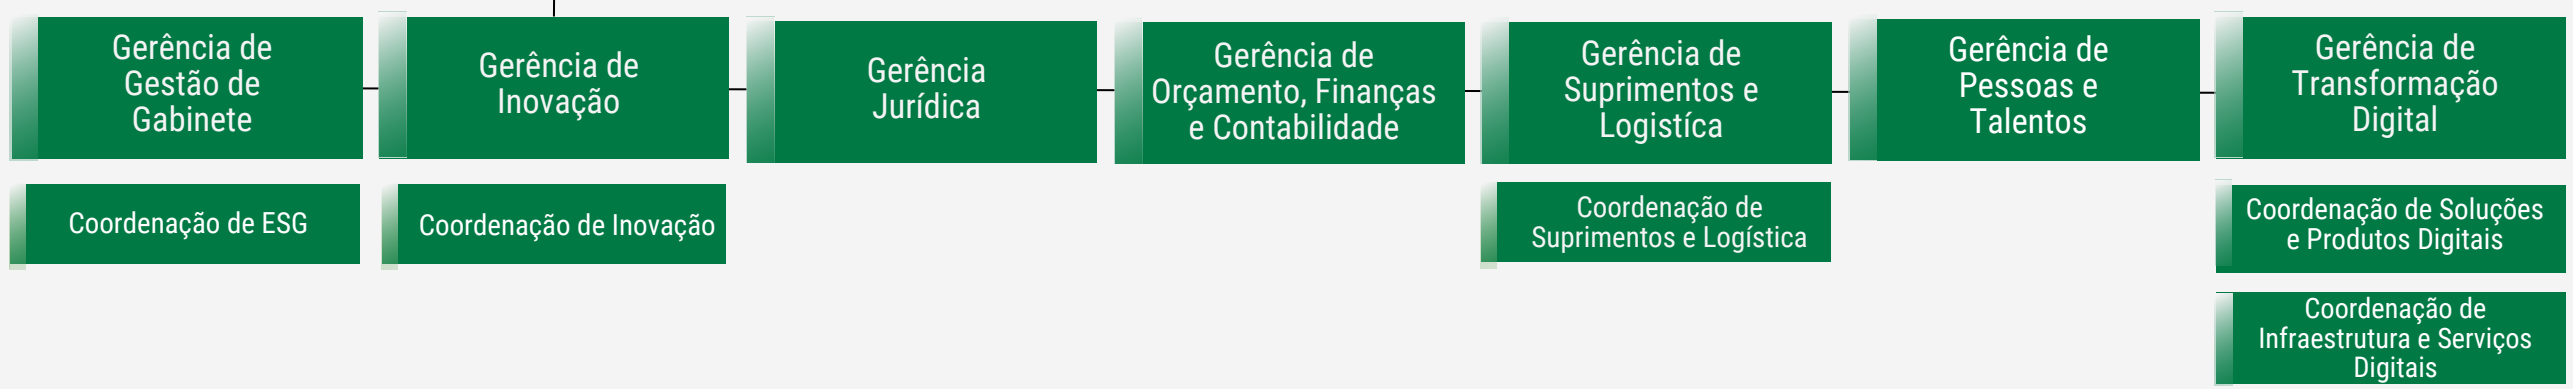 Gerência de
Gestão de
Gabinete
Gerência de
Inovação
Gerência
Jurídica
Gerência de
Orçamento, Finanças
e Contabilidade
Gerência de
Suprimentos e
Logistíca
Gerência de
Pessoas e
Talentos
Gerência de
Transformação
Digital
Coordenação de ESG
Coordenação de Inovação
Coordenação de
Suprimentos e Logística
Coordenação de Soluções
e Produtos Digitais
Coordenação de
Infraestrutura e Serviços
Digitais